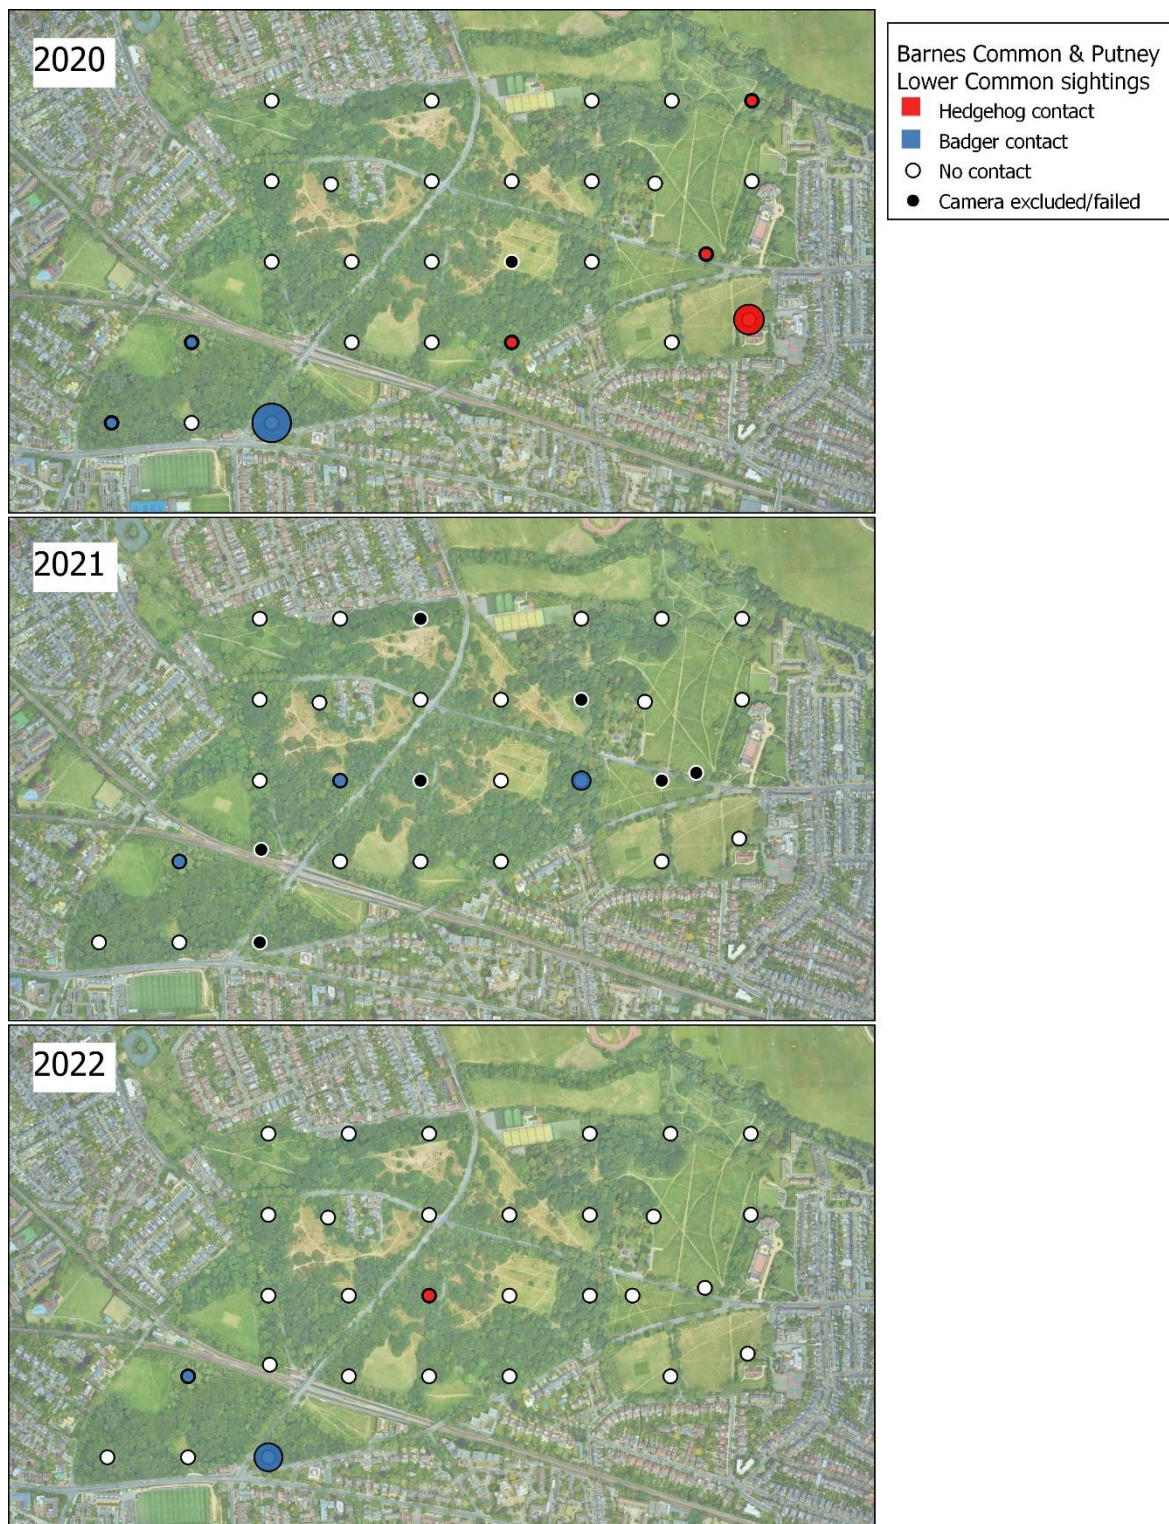 2020
Barnes Common & Putney
Lower Common sightings
Hedgehog contact
Badger contact
No contact
Camera excluded/failed
2021
2022